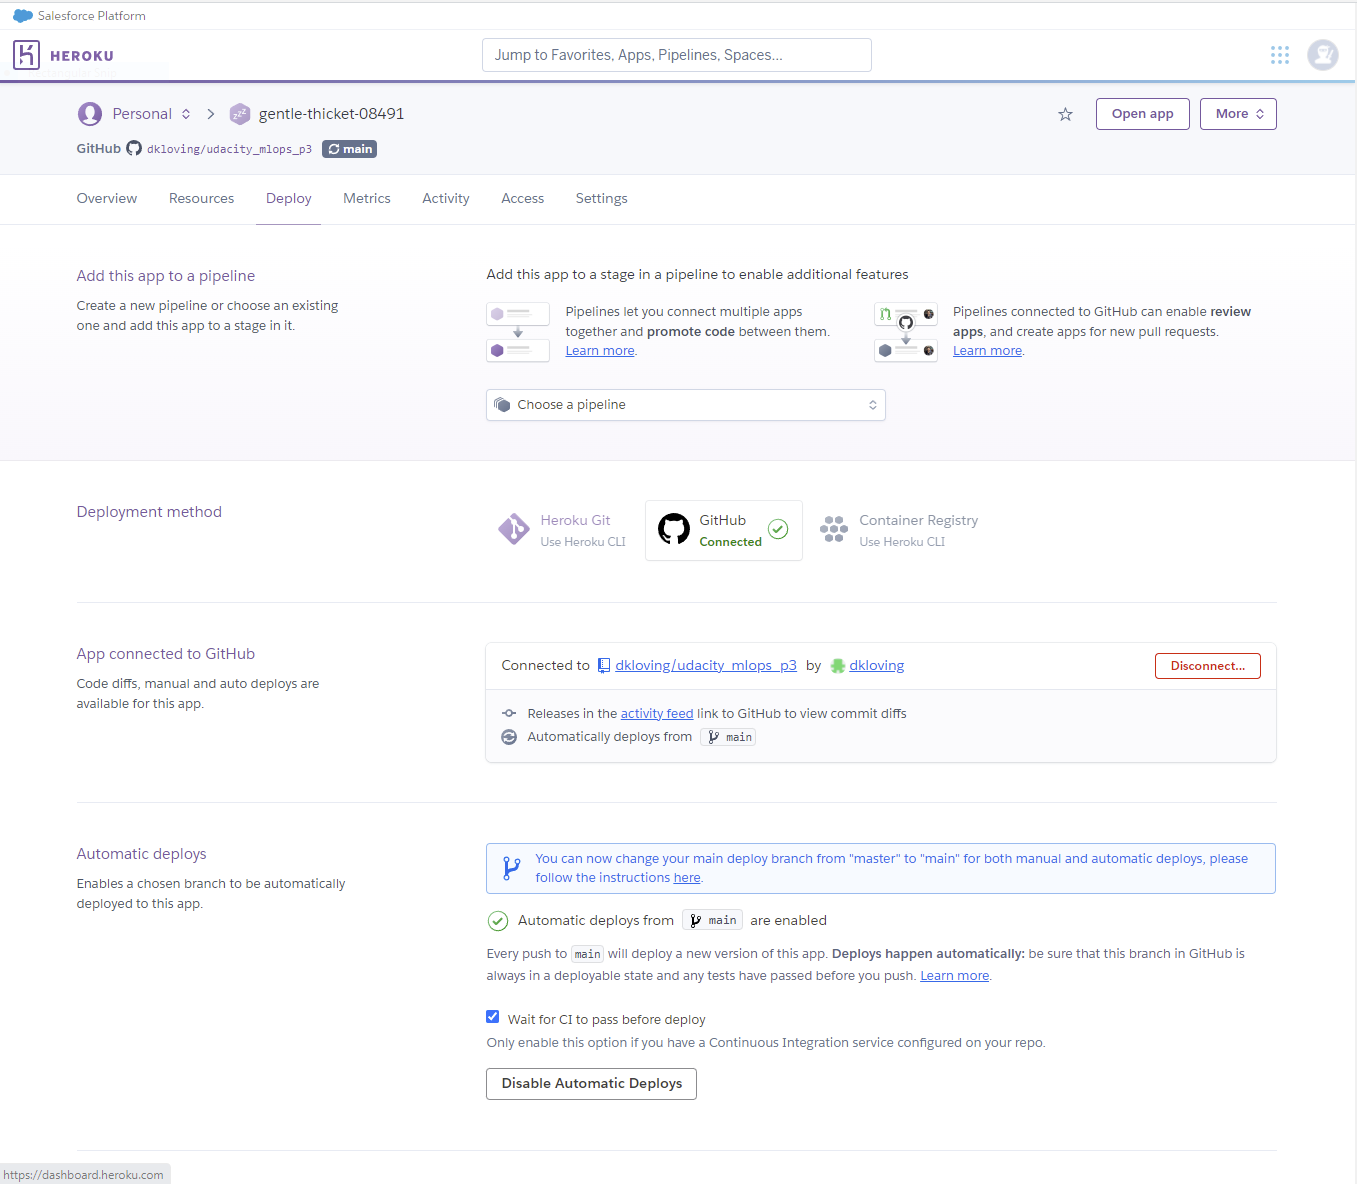 Salesforce Platform
HEROKU
Jump to Favorites, Apps, Pipelines, Spaces...
Personal
gentle-thicket-08491
Open app
More
GitHub dkloving/udacity_mlops_p3 main
Overview Resources Deploy Metrics Activity Access Settings
Add this app to a pipeline
Create a new pipeline or choose an existing
one and add this app to a stage in it.
Add this app to a stage in a pipeline to enable additional features
Pipelines let you connect multiple apps
together and promote code between them.
Learn more.
Pipelines connected to GitHub can enable review
apps, and create apps for new pull requests.
Learn more.
Choose a pipeline
Deployment method
Heroku Git
Use Heroku CLI
GitHub
Connected
Container Registry
Use Heroku CLI
App connected to GitHub
Code diffs, manual and auto deploys are
available for this app.
Connected to dkloving/udacity_mlops_p3 by dkloving
Disconnect...
Releases in the activity feed link to GitHub to view commit diffs
Automatically deploys from main
Automatic deploys
Enables a chosen branch to be automatically
deployed to this app.
You can now change your main deploy branch from "master" to "main" for both manual and automatic deploys, please
follow the instructions here.
Automatic deploys from main are enabled
Every push to main will deploy a new version of this app. Deploys happen automatically: be sure that this branch in GitHub is
always in a deployable state and any tests have passed before you push. Learn more.
Wait for CI to pass before deploy
Only enable this option if you have a Continuous Integration service configured on your repo.
Disable Automatic Deploys
https://dashboard.heroku.com